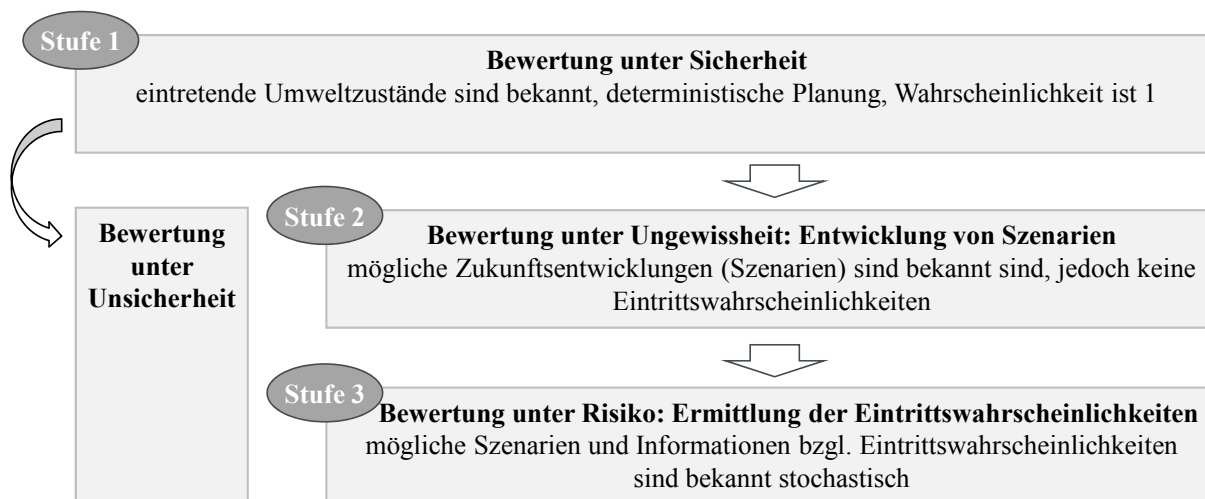 Stufe 1
Bewertung unter Sicherheit
eintretende Umweltzustände sind bekannt, deterministische Planung, Wahrscheinlichkeit ist 1
Bewertung
unter
Unsicherheit
Stufe 2
Bewertung unter Ungewissheit: Entwicklung von Szenarien
mögliche Zukunftsentwicklungen (Szenarien) sind bekannt sind, jedoch keine
Eintrittswahrscheinlichkeiten
Stufe 3
Bewertung unter Risiko: Ermittlung der Eintrittswahrscheinlichkeiten
mögliche Szenarien und Informationen bzgl. Eintrittswahrscheinlichkeiten
sind bekannt stochastisch